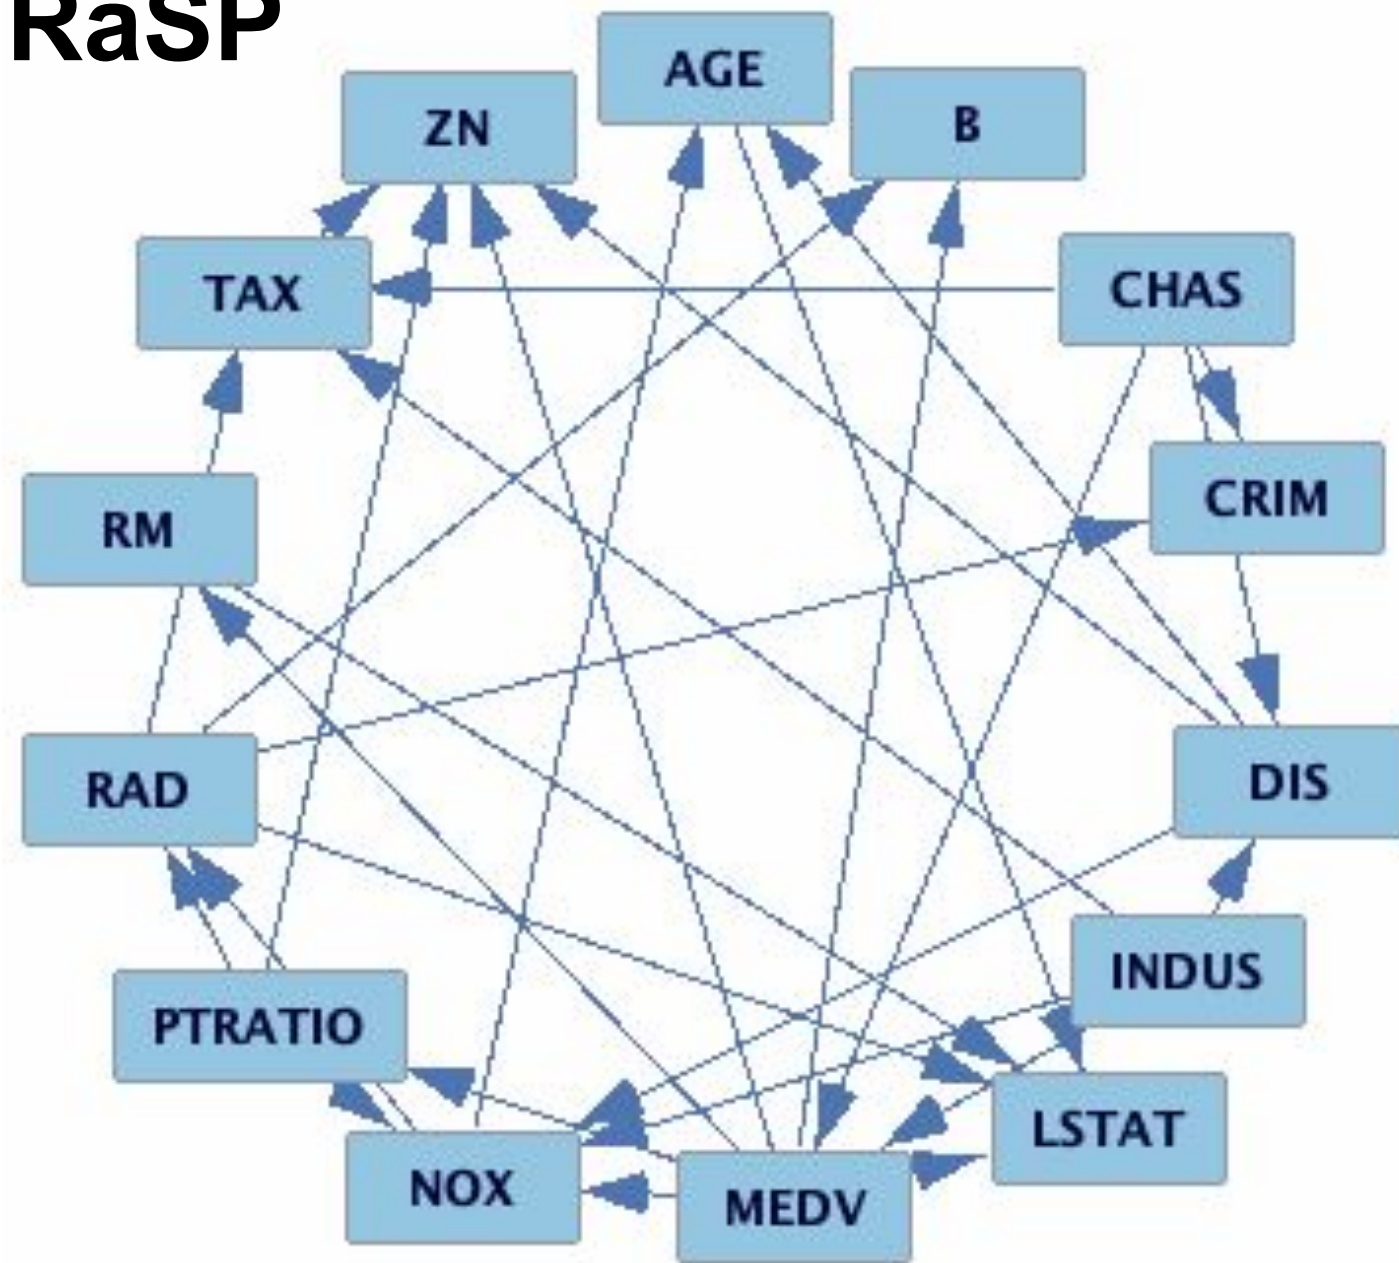 RaSP
AGE
ZN
B
TAX
CHAS
RM
CRIM
RAD
DIS
INDUS
PTRATIO
LSTAT
NOX
MEDV